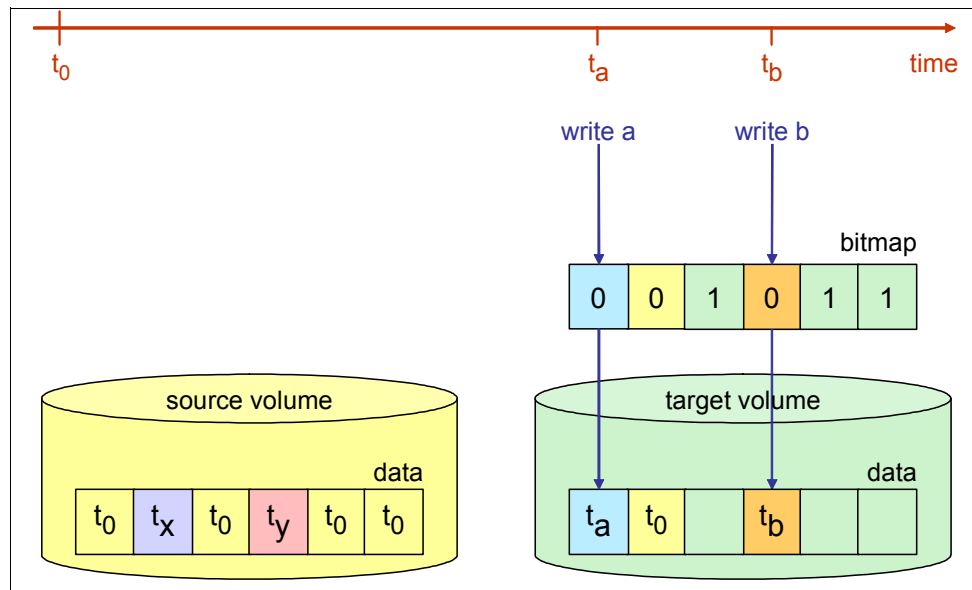 t0 ta tb time
write a write b
bitmap
0 0 1 0 1 1
source volume target volume
data data
t0 tx t0 ty t0 t0 ta t0 tb